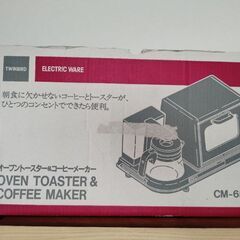 TWINBIRD
ELECTRIC WARE
朝食に欠かせないコーヒーとトースターが、
ひとつのコンセントでできたら便利。
オーブントースター&コーヒーメーカー
OVEN TOASTER &
COFFEE MAKER
CM-6